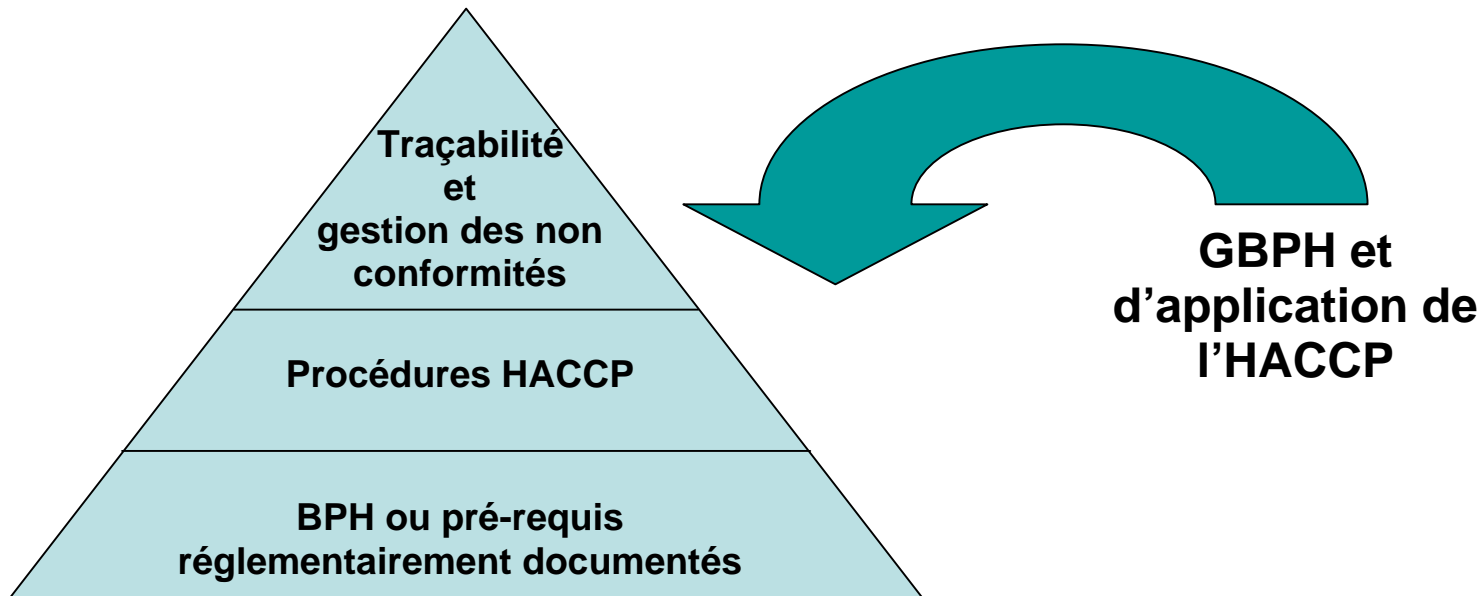 Traçabilité
et
gestion des non
conformités
Procédures HACCP
BPH ou pré-requis
réglementairement documentés
GBPH et
d’application de
l’HACCP